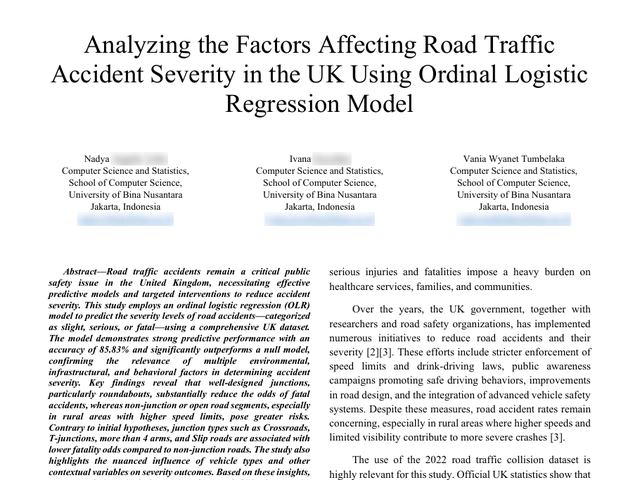 Analyzing the Factors Affecting Road Traffic
Accident Severity in the UK Using Ordinal Logistic
Regression Model
Nadya
Computer Science and Statistics,
School of Computer Science,
University of Bina Nusantara
Jakarta, Indonesia
Ivana
Computer Science and Statistics,
School of Computer Science,
University of Bina Nusantara
Jakarta, Indonesia
Vania Wyanet Tumbelaka
Computer Science and Statistics,
School of Computer Science,
University of Bina Nusantara
Jakarta, Indonesia
Abstract—Road traffic accidents remain a critical public
safety issue in the United Kingdom, necessitating effective
predictive models and targeted interventions to reduce accident
severity. This study employs an ordinal logistic regression (OLR)
model to predict the severity levels of road accidents—categorized
as slight, serious, or fatal—using a comprehensive UK dataset.
The model demonstrates strong predictive performance with an
accuracy of 85.83% and significantly outperforms a null model,
confirming the relevance of multiple environmental,
infrastructural, and behavioral factors in determining accident
severity. Key findings reveal that well-designed junctions,
particularly roundabouts, substantially reduce the odds of fatal
accidents, whereas non-junction or open road segments, especially
in rural areas with higher speed limits, pose greater risks.
Contrary to initial hypotheses, junction types such as Crossroads,
T-junctions, more than 4 arms, and Slip roads are associated with
lower fatality odds compared to non-junction roads. The study also
highlights the nuanced influence of vehicle types and other
contextual variables on severity outcomes. Based on these insights,
serious injuries and fatalities impose a heavy burden on
healthcare services, families, and communities.
Over the years, the UK government, together with
researchers and road safety organizations, has implemented
numerous initiatives to reduce road accidents and their
severity [2][3]. These efforts include stricter enforcement of
speed limits and drink-driving laws, public awareness
campaigns promoting safe driving behaviors, improvements
in road design, and the integration of advanced vehicle safety
systems. Despite these measures, road accident rates remain
concerning, especially in rural areas where higher speeds and
limited visibility contribute to more severe crashes [3].
The use of the 2022 road traffic collision dataset is
highly relevant for this study. Official UK statistics show that